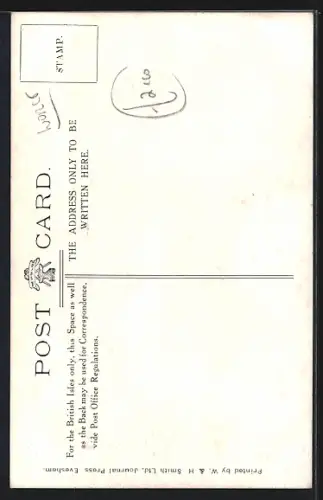 POST CARD.
For the British Isles only, this Space as well
as the Back may be used for Correspondence,
vide Post Office Regulations.
THE ADDRESS ONLY TO BE
WRITTEN HERE.
STAMP.
Worcs
Printed by W. & H Smith Ltd., Journal Press, Evesham.